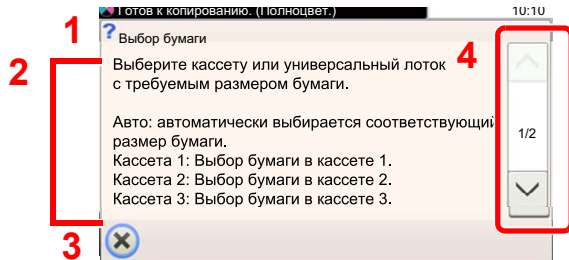 Готов к копированию. (Полноцвет.) 10:10
1
? Выбор бумаги
2
Выберите кассету или универсальный лоток
с требуемым размером бумаги.
4
Авто: автоматически выбирается соответствующий
размер бумаги.
1/2
Кассета 1: Выбор бумаги в кассете 1.
Кассета 2: Выбор бумаги в кассете 2.
Кассета 3: Выбор бумаги в кассете 3.
3